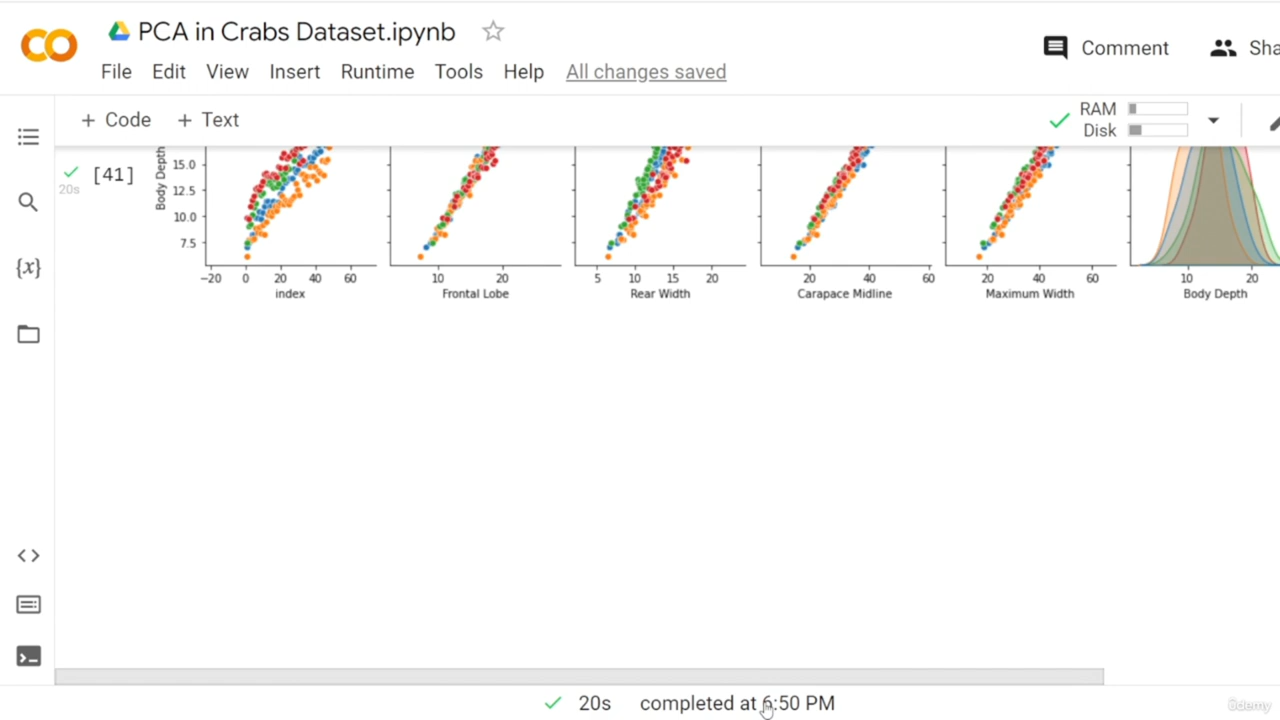 PCA in Crabs Dataset.ipynb
Comment
Sha
File Edit View Insert Runtime Tools Help All changes saved
+ Code + Text
RAM
Disk
[41]
20s
Body Depth
15.0
12.5
10.0
7.5
−20 0 20 40 60
10 20
5 10 15 20
20 40 60
20 40 60
10 20
index
Frontal Lobe
Rear Width
Carapace Midline
Maximum Width
Body Depth
{x}
20s completed at 6:50 PM
ûdemy